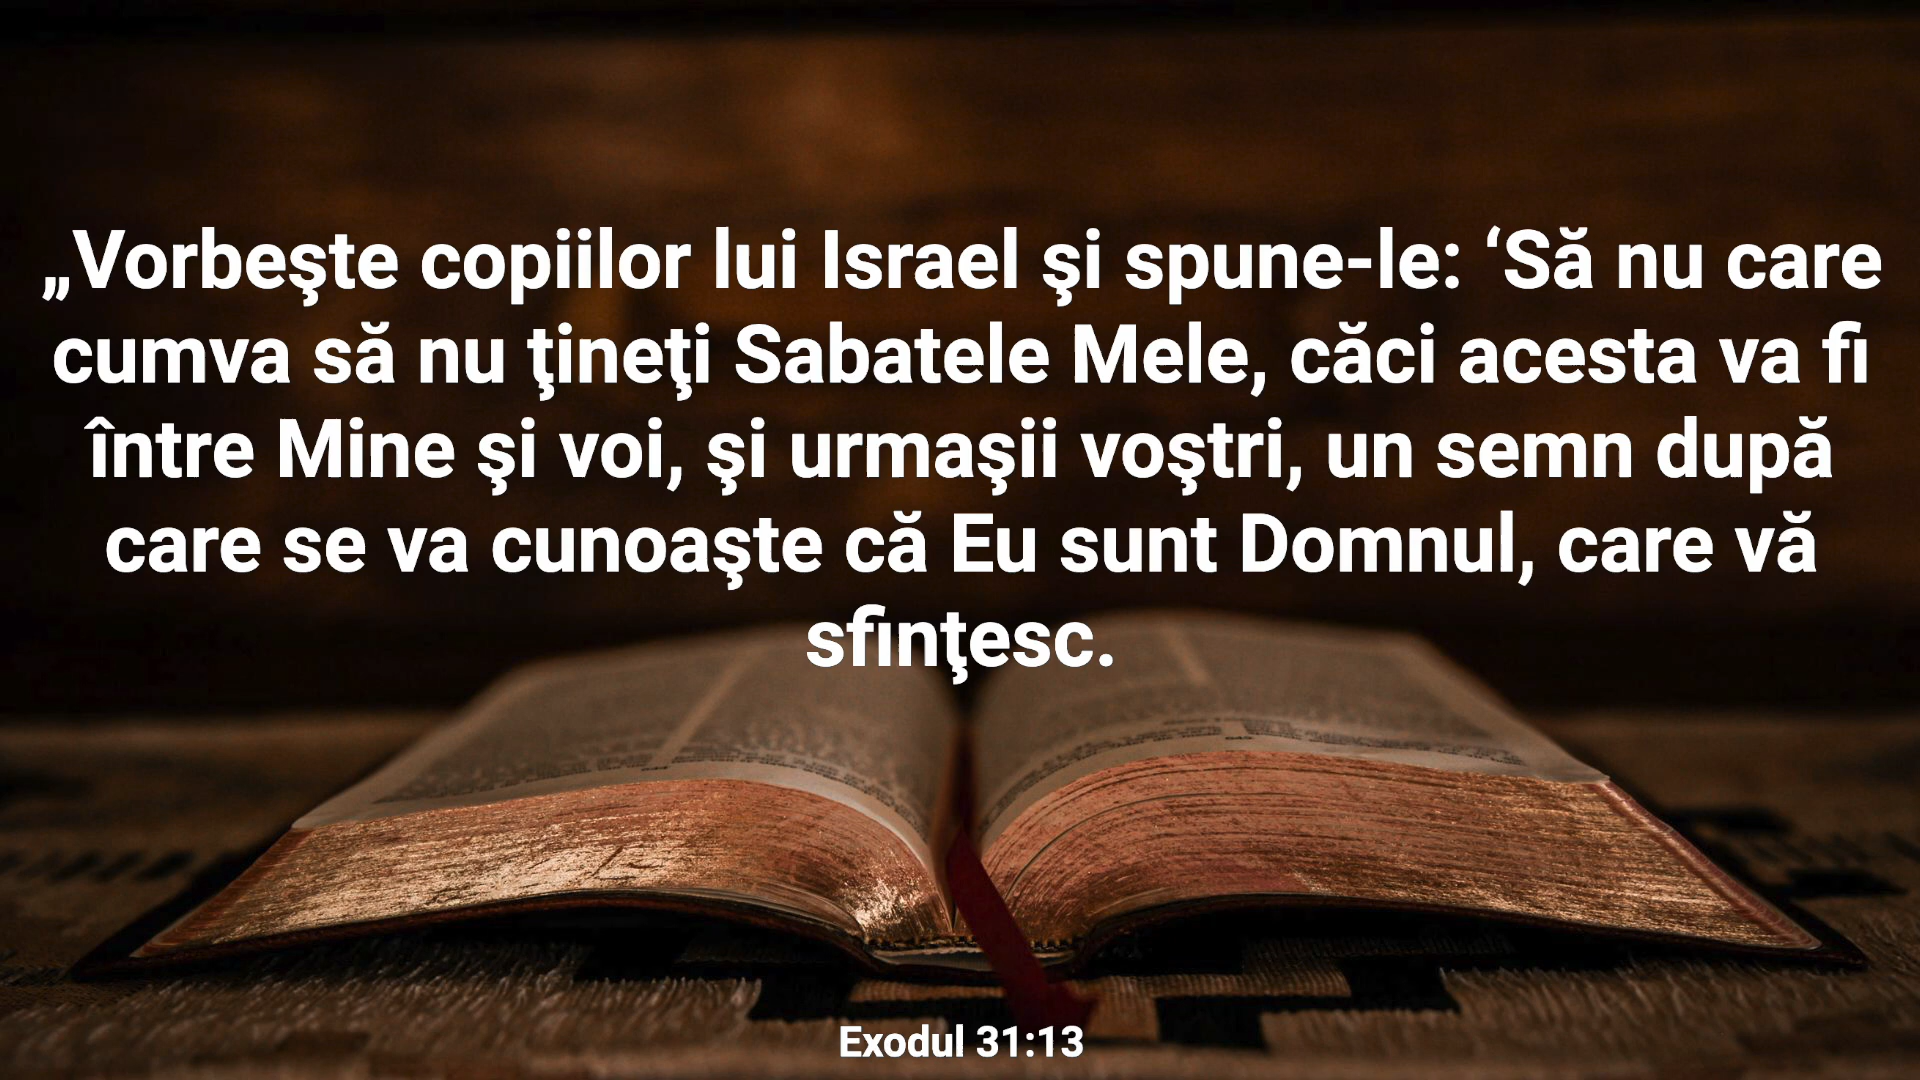 „Vorbeşte copiilor lui Israel şi spune-le: ‘Să nu care
cumva să nu ţineţi Sabatele Mele, căci acesta va fi
între Mine şi voi, şi urmaşii voştri, un semn după
care se va cunoaşte că Eu sunt Domnul, care vă
sfinţesc.
Exodul 31:13